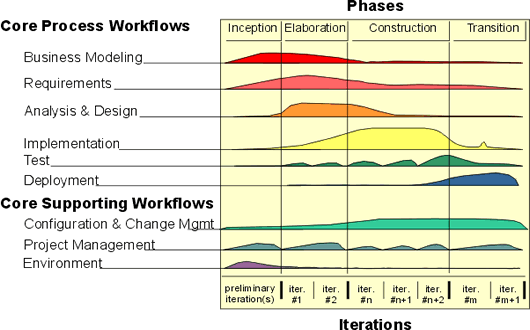 Phases
Core Process Workflows
Inception Elaboration Construction Transition
Business Modeling
Requirements
Analysis & Design
Implementation
Test
Deployment
Core Supporting Workflows
Configuration & Change Mgmt
Project Management
Environment
preliminary iteration(s)
iter. #1
iter. #2
iter. #n
iter. #n+1
iter. #n+2
iter. #m
iter. #m+1
Iterations